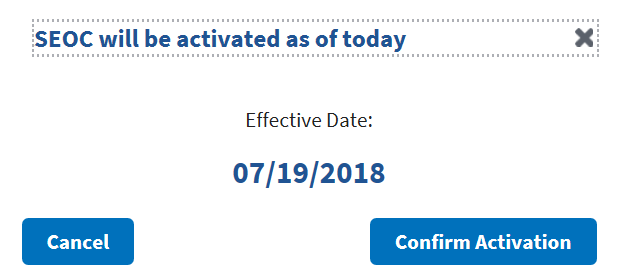 SEOC will be activated as of today
Effective Date:
07/19/2018
Cancel
Confirm Activation